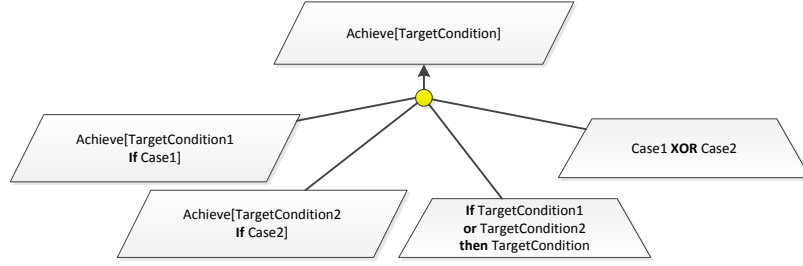 Achieve[TargetCondition]
Achieve[TargetCondition1
If Case1]
Case1 XOR Case2
Achieve[TargetCondition2
If Case2]
If TargetCondition1
or TargetCondition2
then TargetCondition